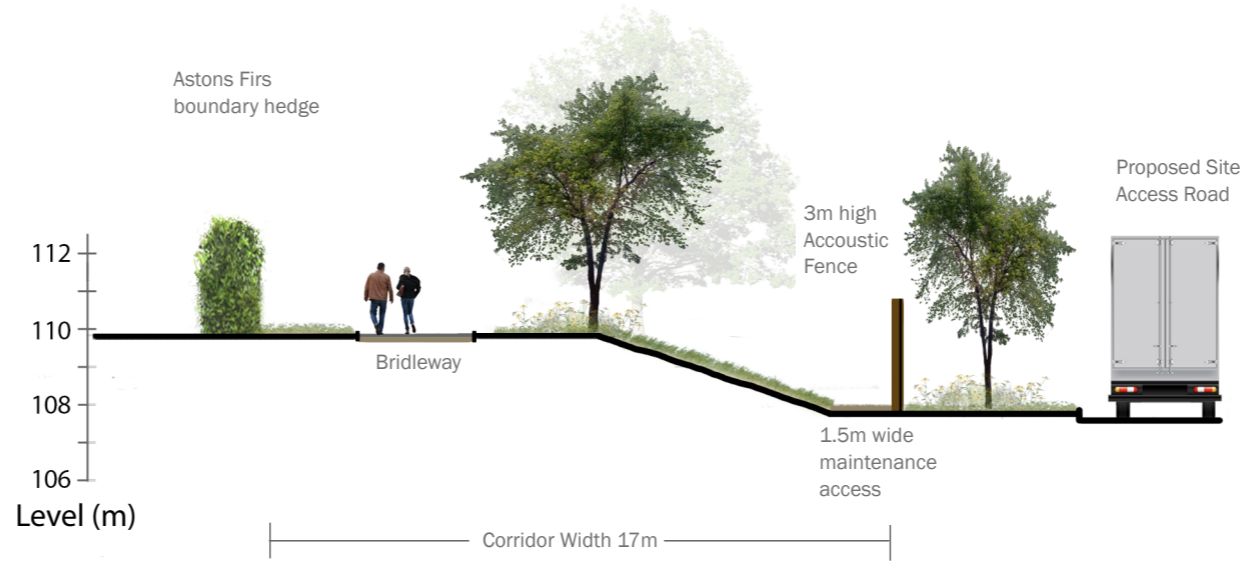 Astons Firs
boundary hedge
Proposed Site
Access Road
3m high
Accoustic
Fence
112
110
108
106
Level (m)
Bridleway
1.5m wide
maintenance
access
Corridor Width 17m